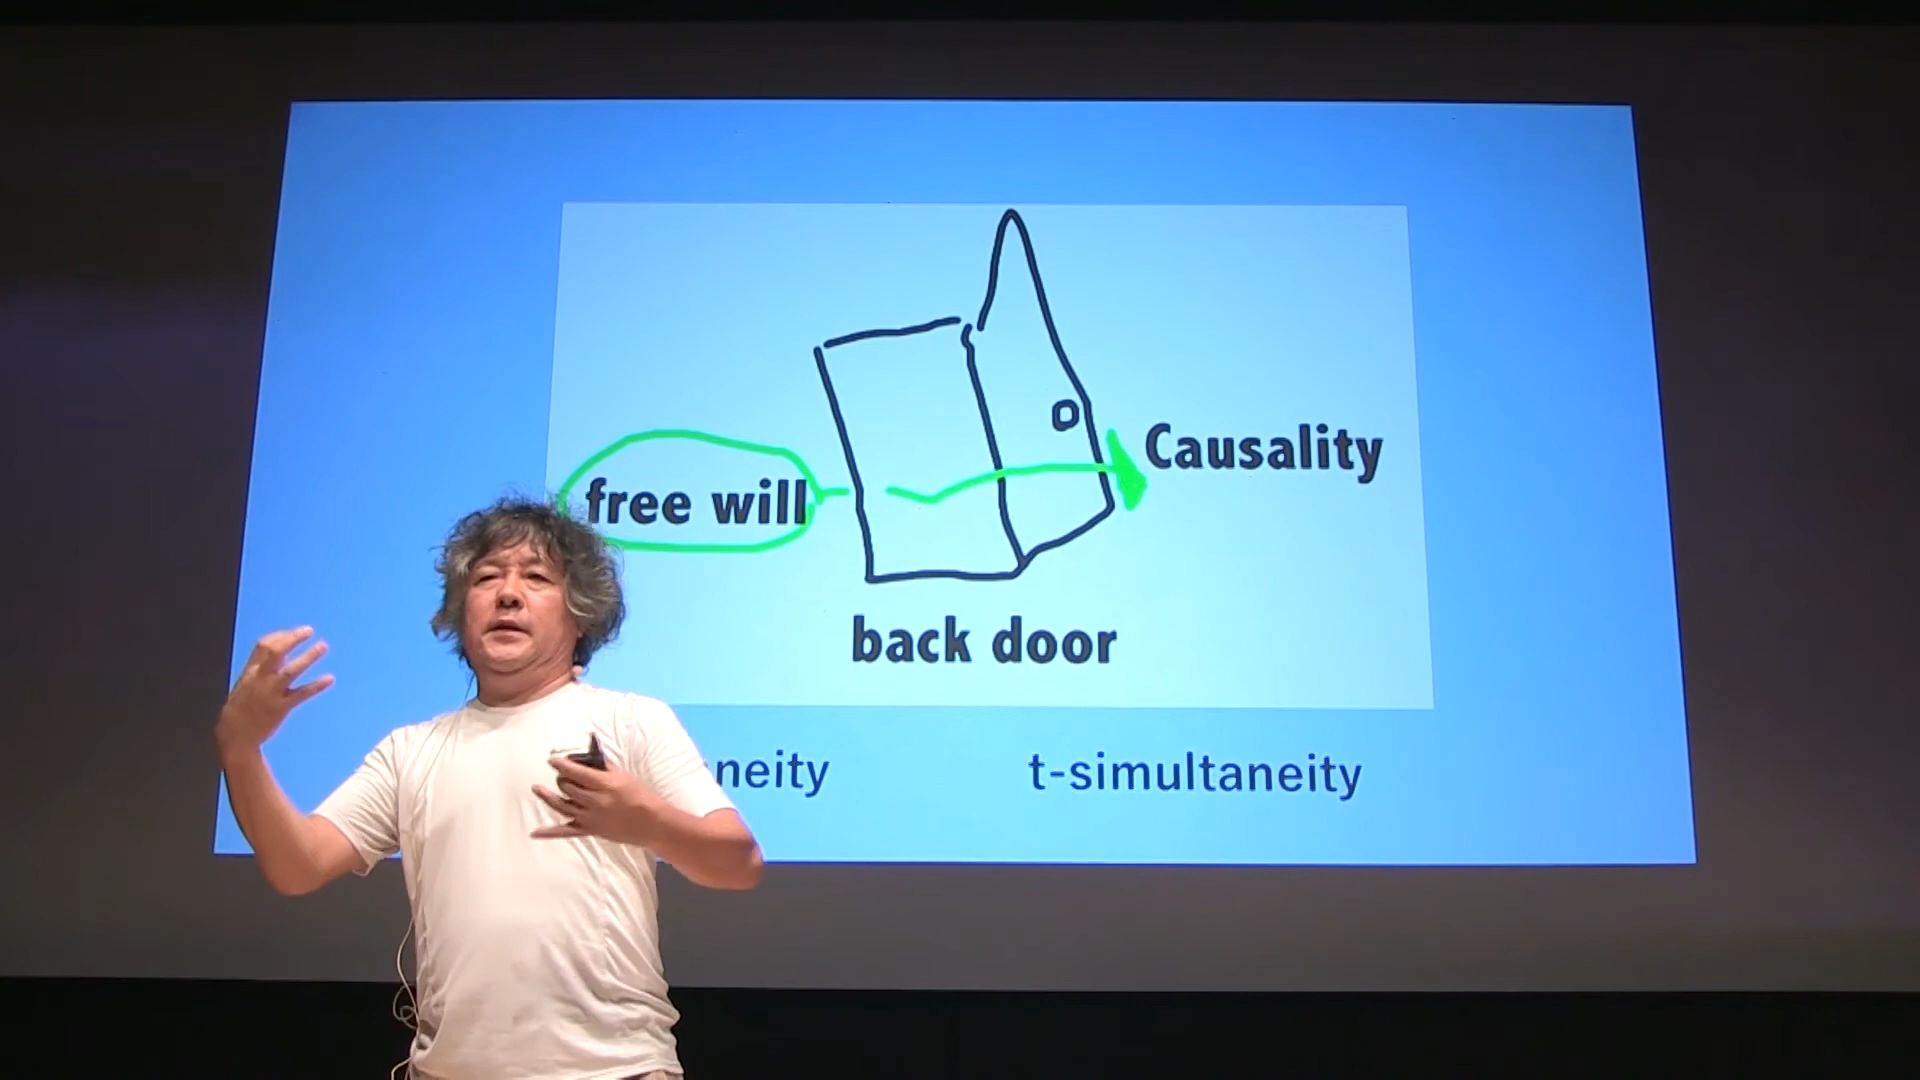 Causality
free will
back door
neity
t-simultaneity